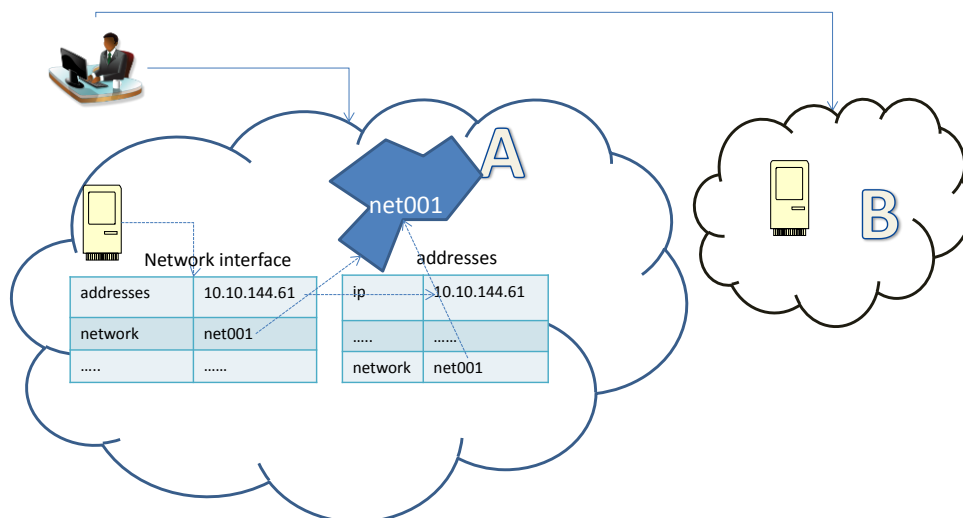 A
net001
B
Network interface
addresses 10.10.144.61
network net001
..... ......
addresses
ip 10.10.144.61
..... ......
network net001